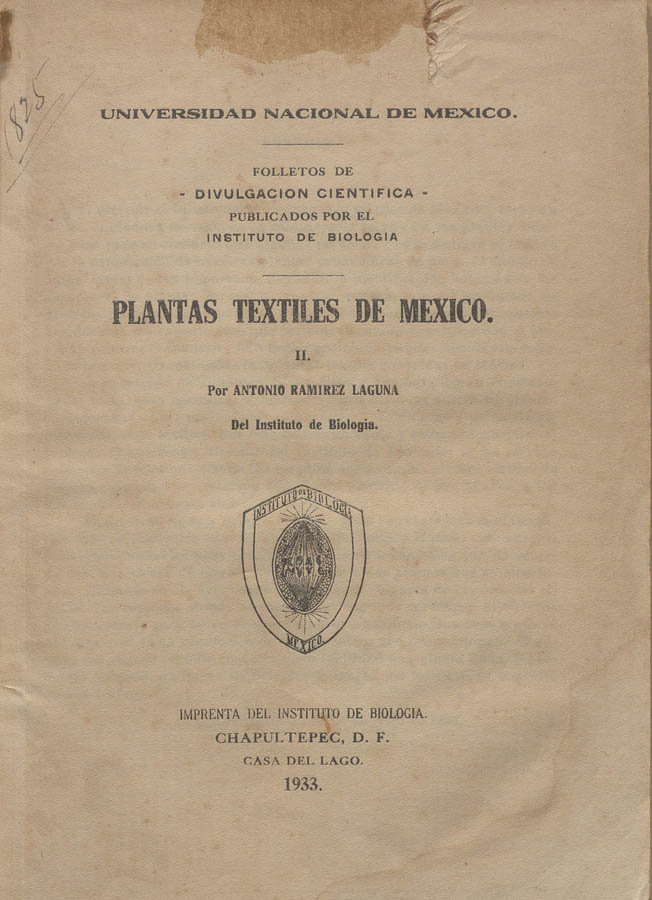 825
UNIVERSIDAD NACIONAL DE MEXICO.
FOLLETOS DE
- DIVULGACION CIENTIFICA -
PUBLICADOS POR EL
INSTITUTO DE BIOLOGIA
PLANTAS TEXTILES DE MEXICO.
II.
Por ANTONIO RAMIREZ LAGUNA
Del Instituto de Biología.
INSTITUTO DE BIOLOGIA
MEXICO.
IMPRENTA DEL INSTITUTO DE BIOLOGIA.
CHAPULTEPEC, D. F.
CASA DEL LAGO.
1933.